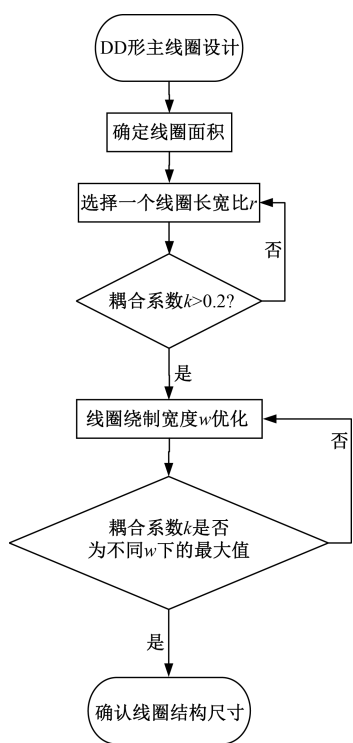 DD形主线圈设计
确定线圈面积
选择一个线圈长宽比r
否
耦合系数k>0.2?
是
线圈绕制宽度w优化
否
耦合系数k是否
为不同w下的最大值
是
确认线圈结构尺寸